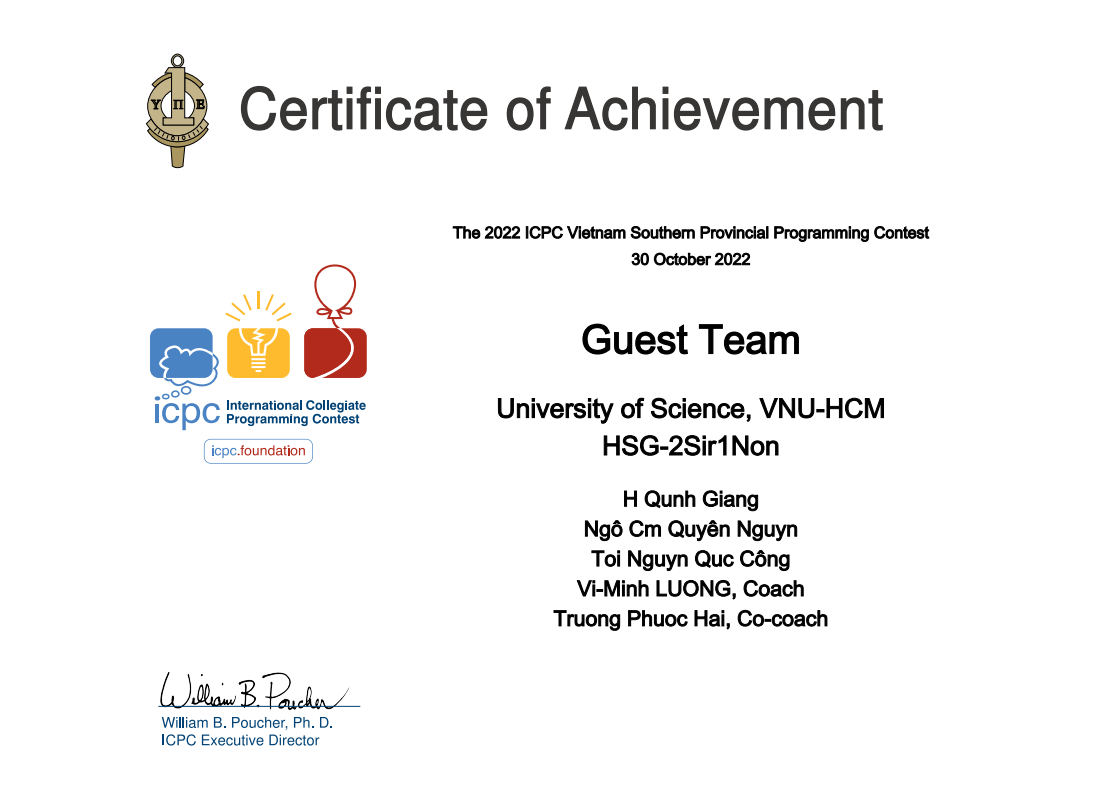 Υ Π Ε
Certificate of Achievement
The 2022 ICPC Vietnam Southern Provincial Programming Contest
30 October 2022
Guest Team
University of Science, VNU-HCM
HSG-2Sir1Non
H Qunh Giang
Ngô Cm Quyên Nguyn
Toi Nguyn Quc Công
Vi-Minh LUONG, Coach
Truong Phuoc Hai, Co-coach
icpc International Collegiate
Programming Contest
icpc.foundation
William B. Poucher
William B. Poucher, Ph. D.
ICPC Executive Director